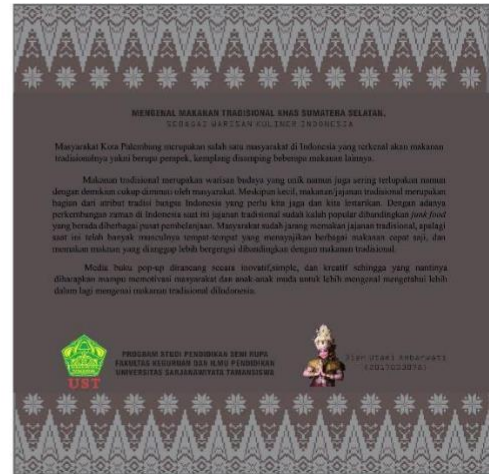 MENGENAL MAKANAN TRADISIONAL KHAS SUMATERA SELATAN.
SEBAGAI WARISAN KULINER INDONESIA
Masyarakat Kota Palembang merupakan salah satu masyarakat di Indonesia yang terkenal akan makanan
tradisionalnya yakni berupa pempek, kemplang disamping beberapa makanan lainnya.
Makanan tradisional merupakan warisan budaya yang unik namun juga sering terlupakan namun
dengan demikian cukup diminati oleh masyarakat. Meskipun kecil, makanan/jajanan tradisional merupakan
bagian dari atribut tradisi bangsa Indonesia yang perlu kita jaga dan kita lestarikan. Dengan adanya
perkembangan zaman di Indonesia saat ini jajanan tradisional sudah kalah popular dibandingkan junk food
yang berada diberbagai pusat perbelanjaan. Masyarakat sudah jarang memakan jajanan tradisional, apalagi
saat ini telah banyak munculnya tempat-tempat yang menyajikan berbagai makanan cepat saji, dan
memakan makanan yang dianggap lebih bergengsi dibandingkan dengan makanan tradisional.
Media buku pop-up dirancang secara inovatif,simple, dan kreatif sehingga yang nantinya
diharapkan mampu memotivasi masyarakat dan anak-anak muda untuk lebih mengenal mengetahui lebih
dalam lagi mengenai makanan tradisional diIndonesia.
UST
PROGRAM STUDI PENDIDIKAN SENI RUPA
FAKULTAS KEGURUAN DAN ILMU PENDIDIKAN
UNIVERSITAS SARJANAWIYATA TAMANSISWA